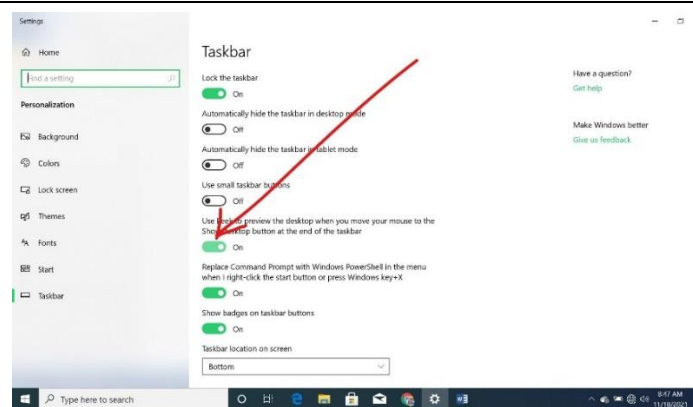 Settings
Home
Find a setting
Personalization
Background
Colors
Lock screen
Themes
Fonts
Start
Taskbar
Taskbar
Lock the taskbar
On
Automatically hide the taskbar in desktop mode
Off
Automatically hide the taskbar in tablet mode
Off
Use small taskbar buttons
Off
Use Peek to preview the desktop when you move your mouse to the
Show desktop button at the end of the taskbar
On
Replace Command Prompt with Windows PowerShell in the menu
when I right-click the start button or press Windows key+X
On
Show badges on taskbar buttons
On
Taskbar location on screen
Bottom
Have a question?
Get help
Make Windows better
Give us feedback
Type here to search
8:47 AM
11/18/2021